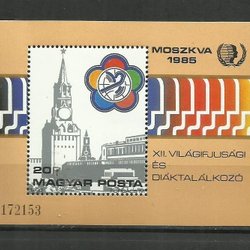 MOSZKVA
1985
20Ft
MAGYAR POSTA
XII. VILÁGIFJÚSÁGI
ÉS
DIÁKTALÁLKOZÓ
172153